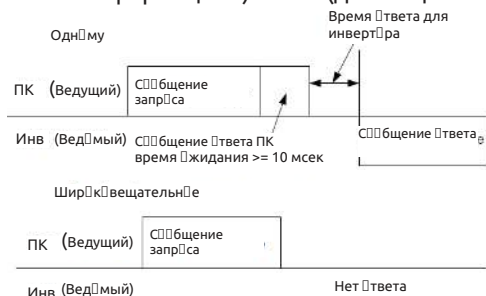 Время □твета для
инверт□ра
Одн□му
ПК (Ведущий)
С□□бщение
запр□са
Инв (Вед□мый)
С□□бщение □твета ПК
время □жидания >= 10 мсек
С□□бщение □твета
Шир□к□вещательн□е
ПК (Ведущий)
С□□бщение
запр□са
Инв (Вед□мый)
Нет □твета